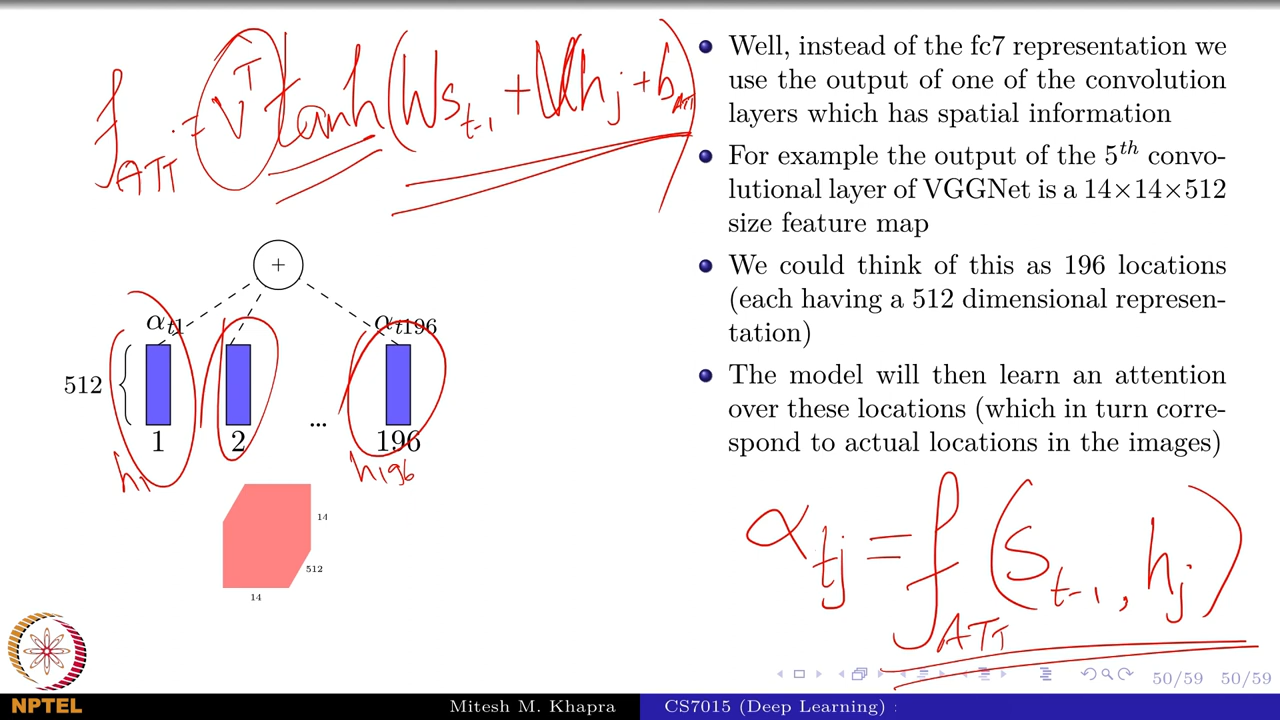 f_ATT = V^T tanh(Ws_{t-1} + Uh_j + b_ATT)
Well, instead of the fc7 representation we
use the output of one of the convolution
layers which has spatial information
For example the output of the 5^th convo-
lutional layer of VGGNet is a 14×14×512
size feature map
We could think of this as 196 locations
(each having a 512 dimensional represen-
tation)
The model will then learn an attention
over these locations (which in turn corre-
spond to actual locations in the images)
+
α_t1 α_t196
512
1 2 ... 196
h_1 h_196
14
512
14
α_tj = f_ATT (S_{t-1}, h_j)
50/59 50/59
NPTEL
Mitesh M. Khapra CS7015 (Deep Learning) :